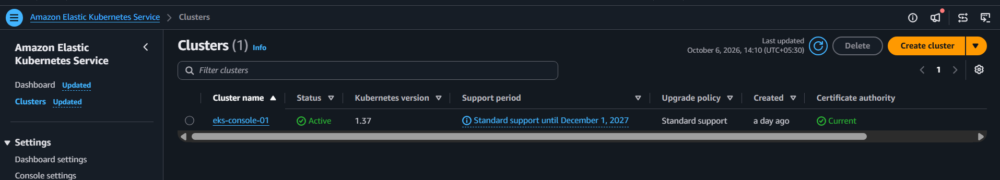 Amazon Elastic Kubernetes Service > Clusters
Amazon Elastic
Kubernetes Service
Dashboard Updated
Clusters Updated
Settings
Dashboard settings
Console settings
Clusters (1) Info
Last updated
October 6, 2026, 14:10 (UTC+05:30)
Delete
Create cluster
Filter clusters
1
Cluster name Status Kubernetes version Support period Upgrade policy Created Certificate authority
eks-console-01 Active 1.37 Standard support until December 1, 2027 Standard support a day ago Current